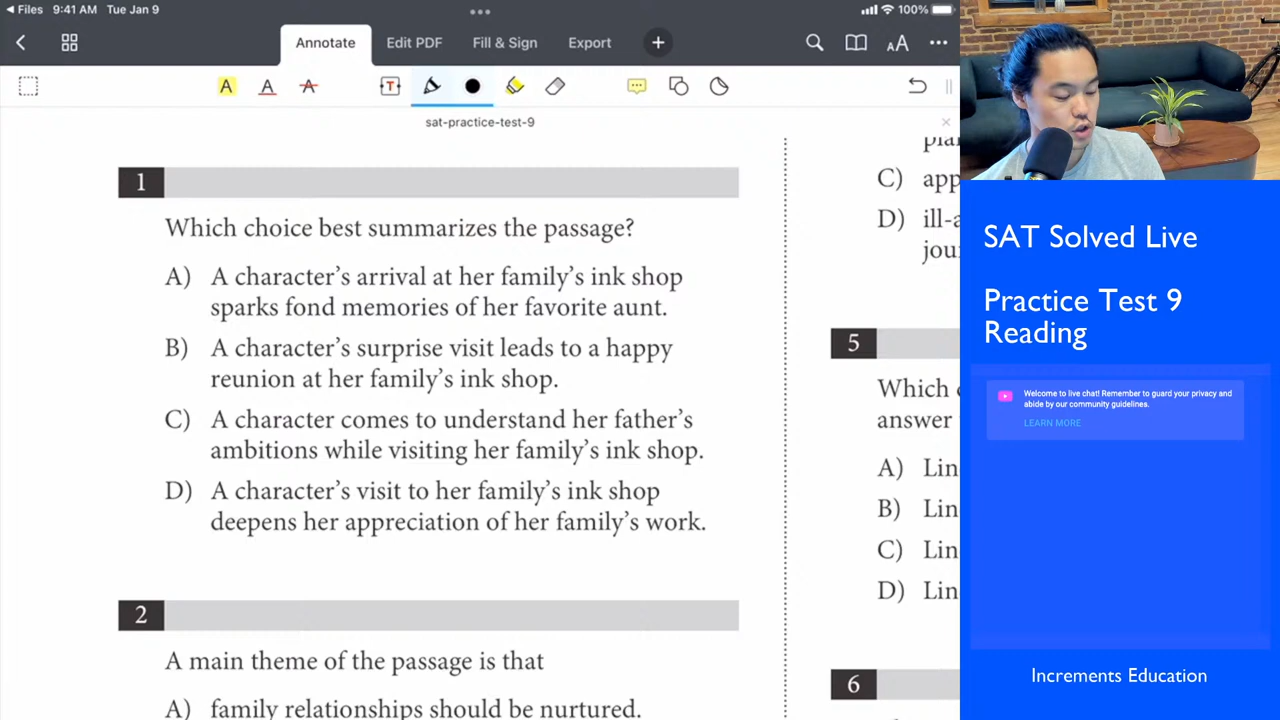 Files 9:41 AM Tue Jan 9
100%
Annotate Edit PDF Fill & Sign Export
AA
A A A T
sat-practice-test-9
1
Which choice best summarizes the passage?
A) A character's arrival at her family's ink shop
sparks fond memories of her favorite aunt.
B) A character's surprise visit leads to a happy
reunion at her family's ink shop.
C) A character comes to understand her father's
ambitions while visiting her family's ink shop.
D) A character's visit to her family's ink shop
deepens her appreciation of her family's work.
2
A main theme of the passage is that
A) family relationships should be nurtured.
C) app
D) ill-a
jour
5
Which c
answer
A) Lin
B) Lin
C) Lin
D) Lin
6
SAT Solved Live
Practice Test 9
Reading
Welcome to live chat! Remember to guard your privacy and
abide by our community guidelines.
LEARN MORE
Increments Education